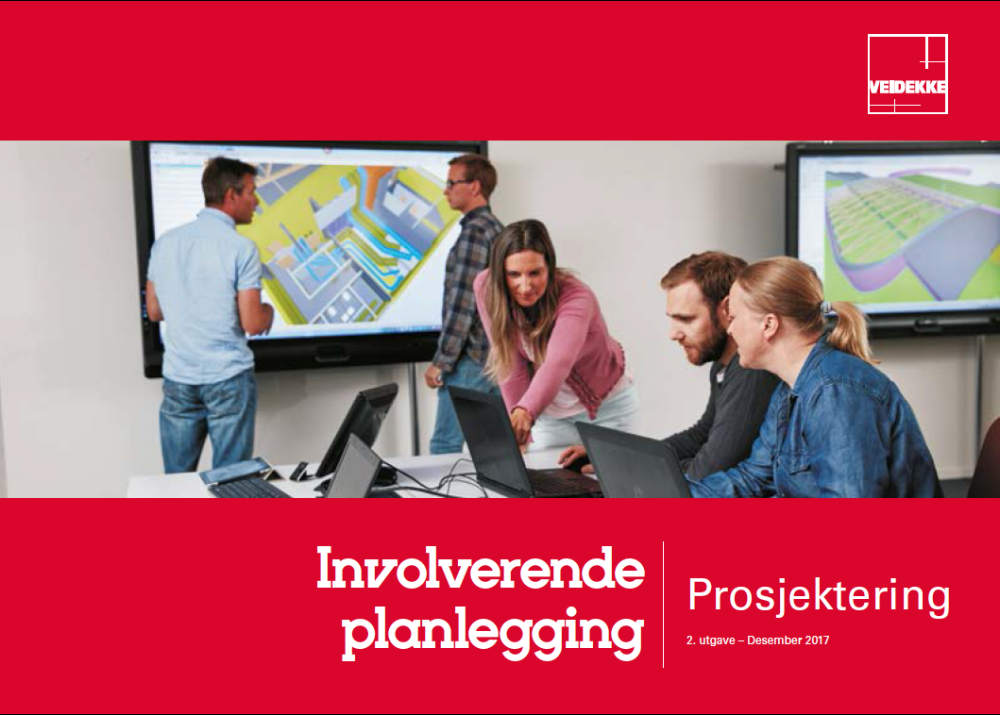 VEIDEKKE
Involverende
planlegging
Prosjektering
2. utgave – Desember 2017